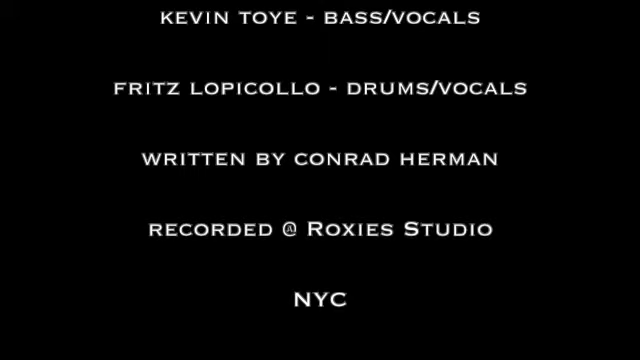 KEVIN TOYE - BASS/VOCALS
FRITZ LOPICOLLO - DRUMS/VOCALS
WRITTEN BY CONRAD HERMAN
RECORDED @ ROXIES STUDIO
NYC